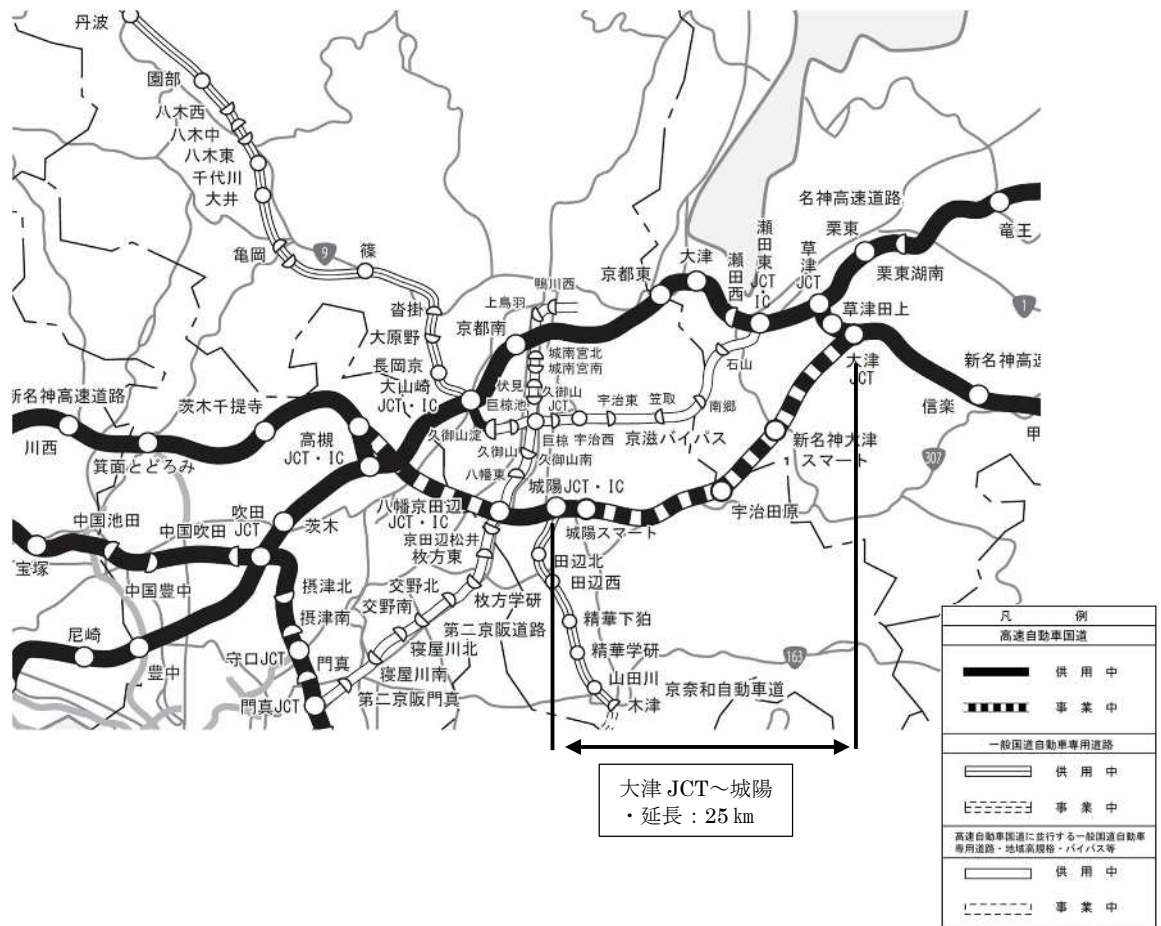 丹波
園部
八木西
八木中
八木東
千代川
大井
亀岡
9
篠
沓掛
大原野
長岡京
大山崎
JCT・IC
京都南
上鳥羽
鴨川西
城南宮北
城南宮南
伏見
巨椋池
久御山
JCT
久御山淀
久御山
巨椋
宇治西
宇治東
笠取
京滋バイパス
南郷
石山
久御山南
八幡東
京都東
大津
瀬田西
瀬田東
JCT・IC
草津
JCT
名神高速道路
栗東
栗東湖南
竜王
1
草津田上
大津
JCT
新名神高速
信楽
甲
307
新名神大津
スマート
宇治田原
城陽JCT・IC
城陽スマート
八幡京田辺
JCT・IC
京田辺松井
枚方東
枚方学研
交野北
交野南
第二京阪道路
寝屋川北
寝屋川南
第二京阪門真
田辺北
田辺西
精華下狛
精華学研
山田川
木津
京奈和自動車道
163
新名神高速道路
川西
箕面とどろみ
茨木千提寺
高槻
JCT・IC
茨木
吹田
JCT
中国吹田
中国池田
中国豊中
宝塚
尼崎
豊中
摂津北
摂津南
守口JCT
門真
門真JCT
大津 JCT～城陽
・延長：25 ㎞
凡 例
高速自動車国道
供 用 中
事 業 中
一般国道自動車専用道路
供 用 中
事 業 中
高速自動車国道に並行する一般国道自動車
専用道路・地域高規格・バイパス等
供 用 中
事 業 中